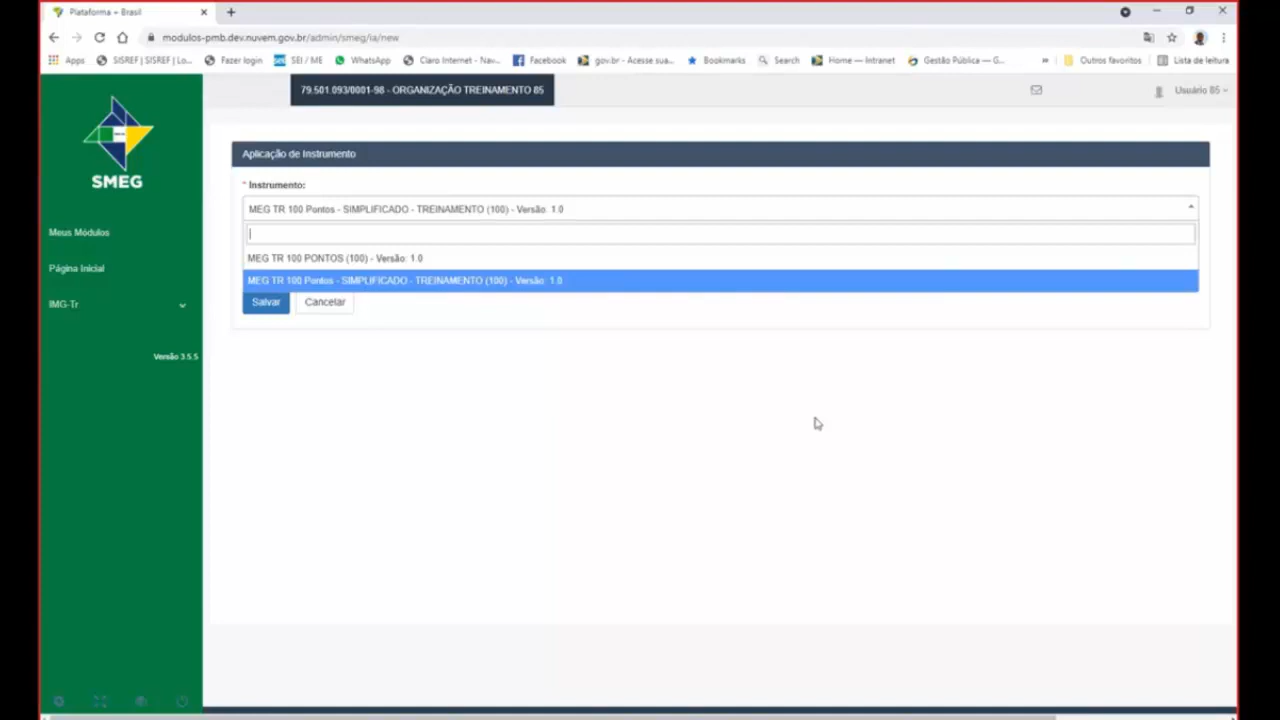 Plataforma + Brasil
modulos-pmb.dev.nuvem.gov.br/admin/smeg/ia/new
Apps SISREF | SISREF | Lo... Fazer login SEI / ME WhatsApp Claro Internet - Nav... Facebook gov.br - Acesse sua... Bookmarks Search Home — Intranet Gestão Pública — G... » Outros favoritos Lista de leitura
79.501.093/0001-98 - ORGANIZAÇÃO TREINAMENTO 85
Usuário 85
SMEG
Meus Módulos
Página Inicial
IMG-Tr
Versão 3.5.5
Aplicação de Instrumento
* Instrumento:
MEG TR 100 Pontos - SIMPLIFICADO - TREINAMENTO (100) - Versão: 1.0
MEG TR 100 PONTOS (100) - Versão: 1.0
MEG TR 100 Pontos - SIMPLIFICADO - TREINAMENTO (100) - Versão: 1.0
Salvar Cancelar